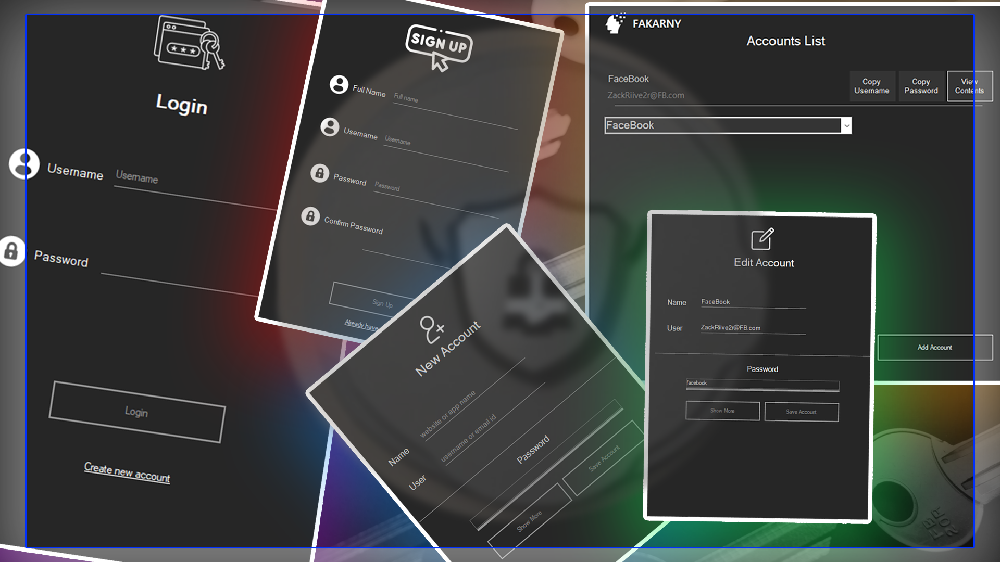 Login
Username Username
Password
Login
Create new account
SIGN UP
Full Name Full name
Username Username
Password Password
Confirm Password
Sign Up
Already have
New Account
Name website or app name
User username or email id
Password
Show More Save Account
FAKARNY
Accounts List
FaceBook
ZackRiive2r@FB.com
Copy Username
Copy Password
View Contents
FaceBook
Edit Account
Name FaceBook
User ZackRiive2r@FB.com
Password
facebook
Show More Save Account
Add Account